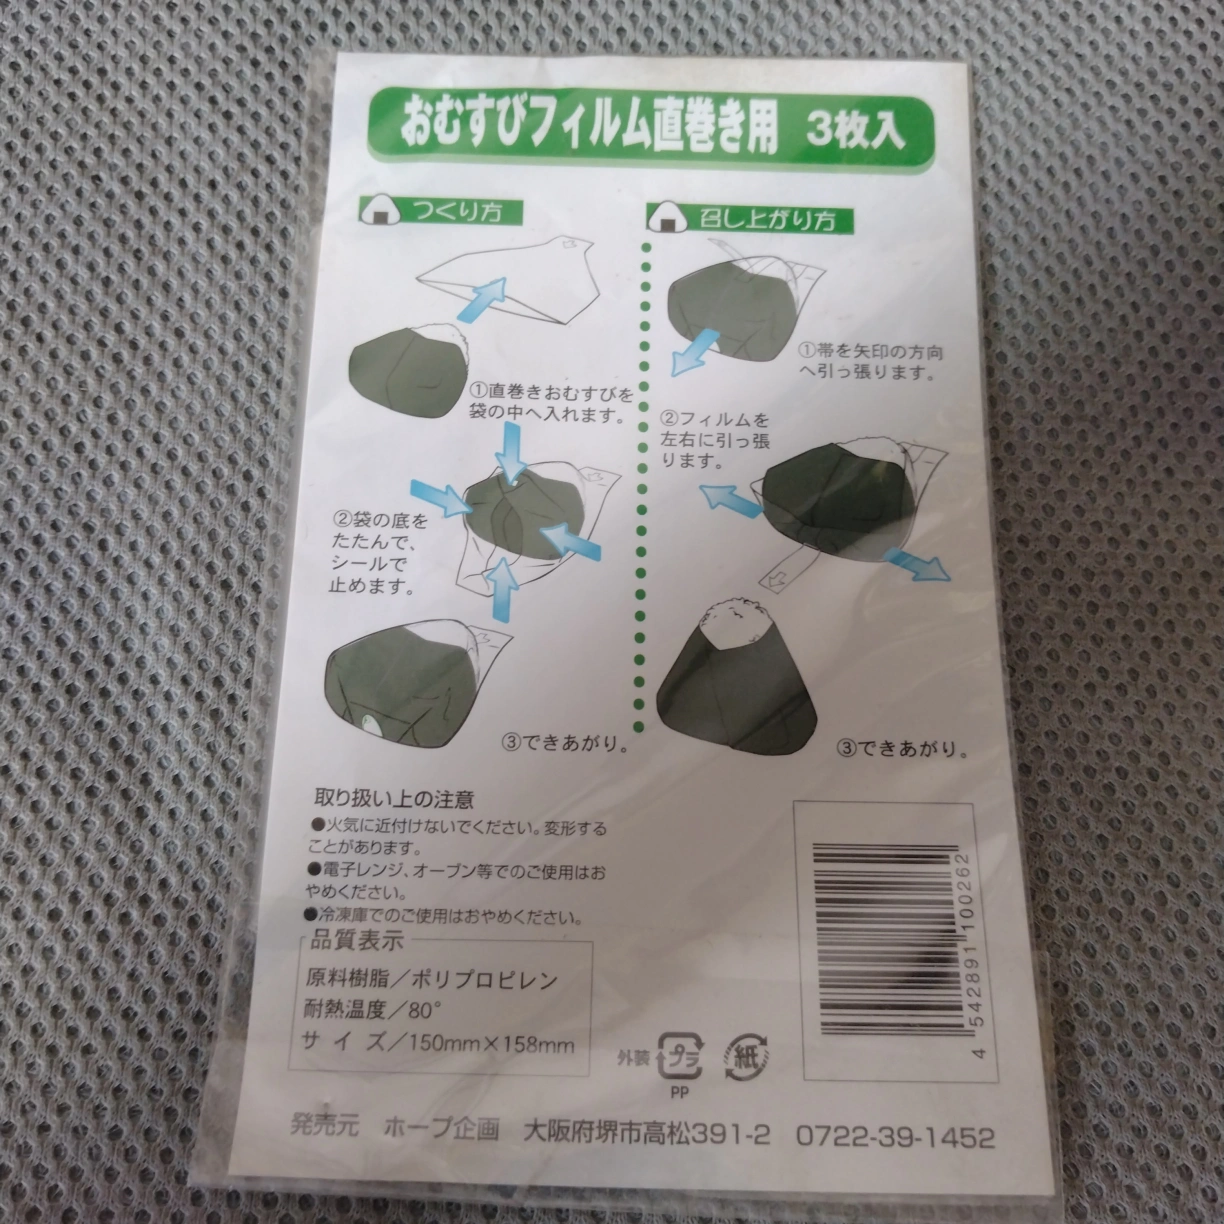 おむすびフィルム直巻き用 3枚入
つくり方
①直巻きおむすびを
袋の中へ入れます。
②袋の底を
たたんで、
シールで
止めます。
③できあがり。
召し上がり方
①帯を矢印の方向
へ引っ張ります。
②フィルムを
左右に引っ張
ります。
③できあがり。
取り扱い上の注意
●火気に近付けないでください。変形する
ことがあります。
●電子レンジ、オーブン等でのご使用はお
やめください。
●冷凍庫でのご使用はおやめください。
品質表示
原料樹脂／ポリプロピレン
耐熱温度／80°
サイズ／150mm×158mm
4 542891 100262
外装 プラ 紙
PP
発売元 ホープ企画 大阪府堺市高松391-2 0722-39-1452